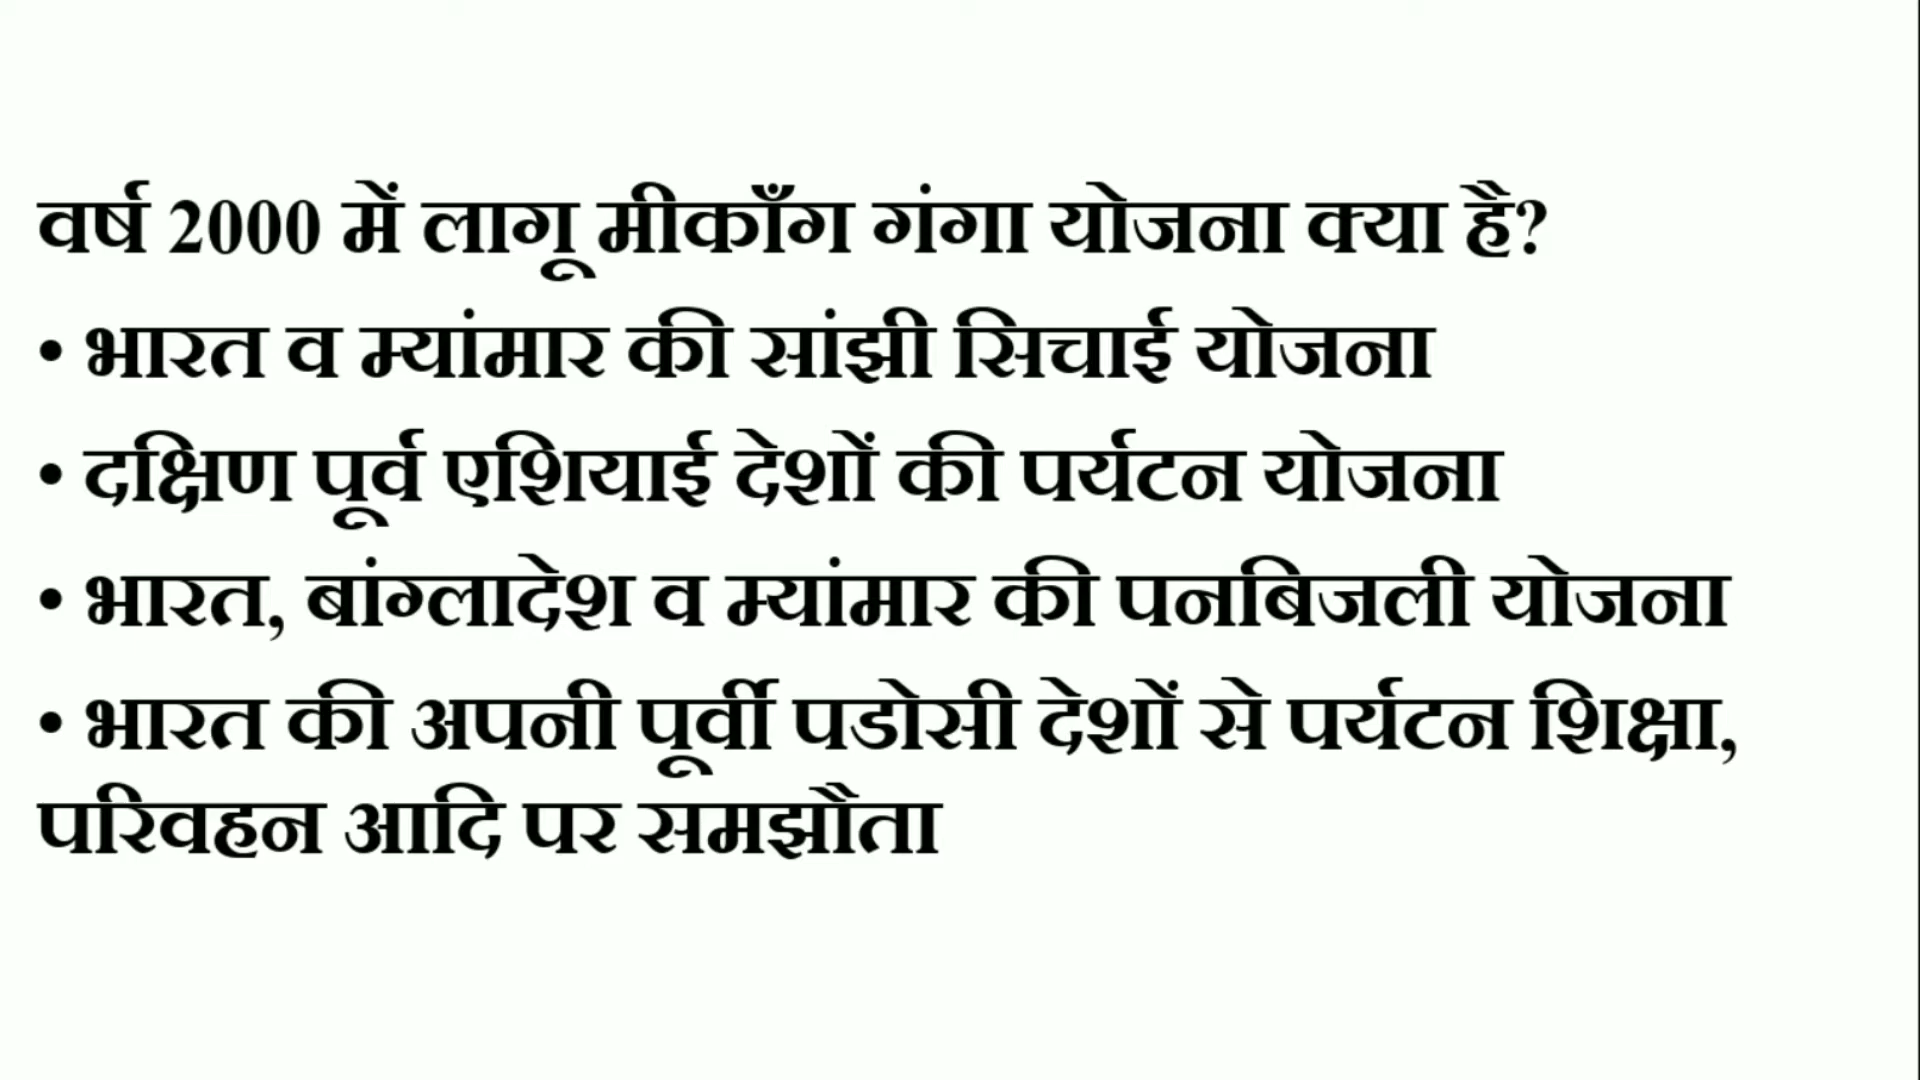 वर्ष 2000 में लागू मीकाँग गंगा योजना क्या है?
• भारत व म्यांमार की सांझी सिचाई योजना
• दक्षिण पूर्व एशियाई देशों की पर्यटन योजना
• भारत, बांग्लादेश व म्यांमार की पनबिजली योजना
• भारत की अपनी पूर्वी पडोसी देशों से पर्यटन शिक्षा,
परिवहन आदि पर समझौता